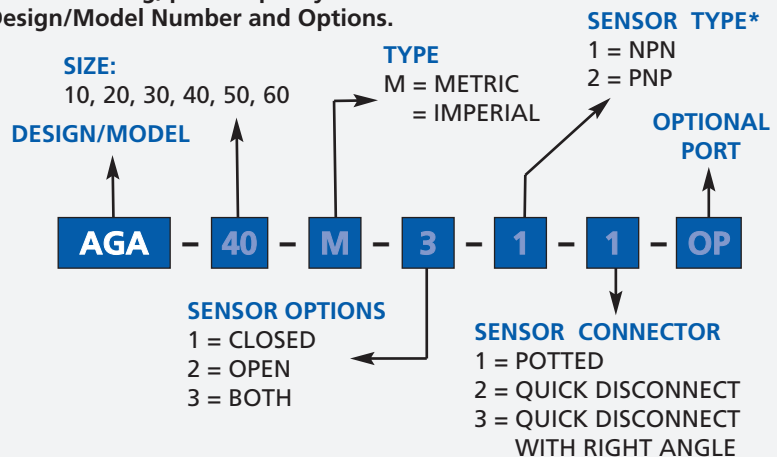 Design/Model Number and Options.
SENSOR TYPE*
1 = NPN
2 = PNP
TYPE
M = METRIC
= IMPERIAL
SIZE:
10, 20, 30, 40, 50, 60
DESIGN/MODEL
OPTIONAL
PORT
AGA - 40 - M - 3 - 1 - 1 - OP
SENSOR OPTIONS
1 = CLOSED
2 = OPEN
3 = BOTH
SENSOR CONNECTOR
1 = POTTED
2 = QUICK DISCONNECT
3 = QUICK DISCONNECT
WITH RIGHT ANGLE